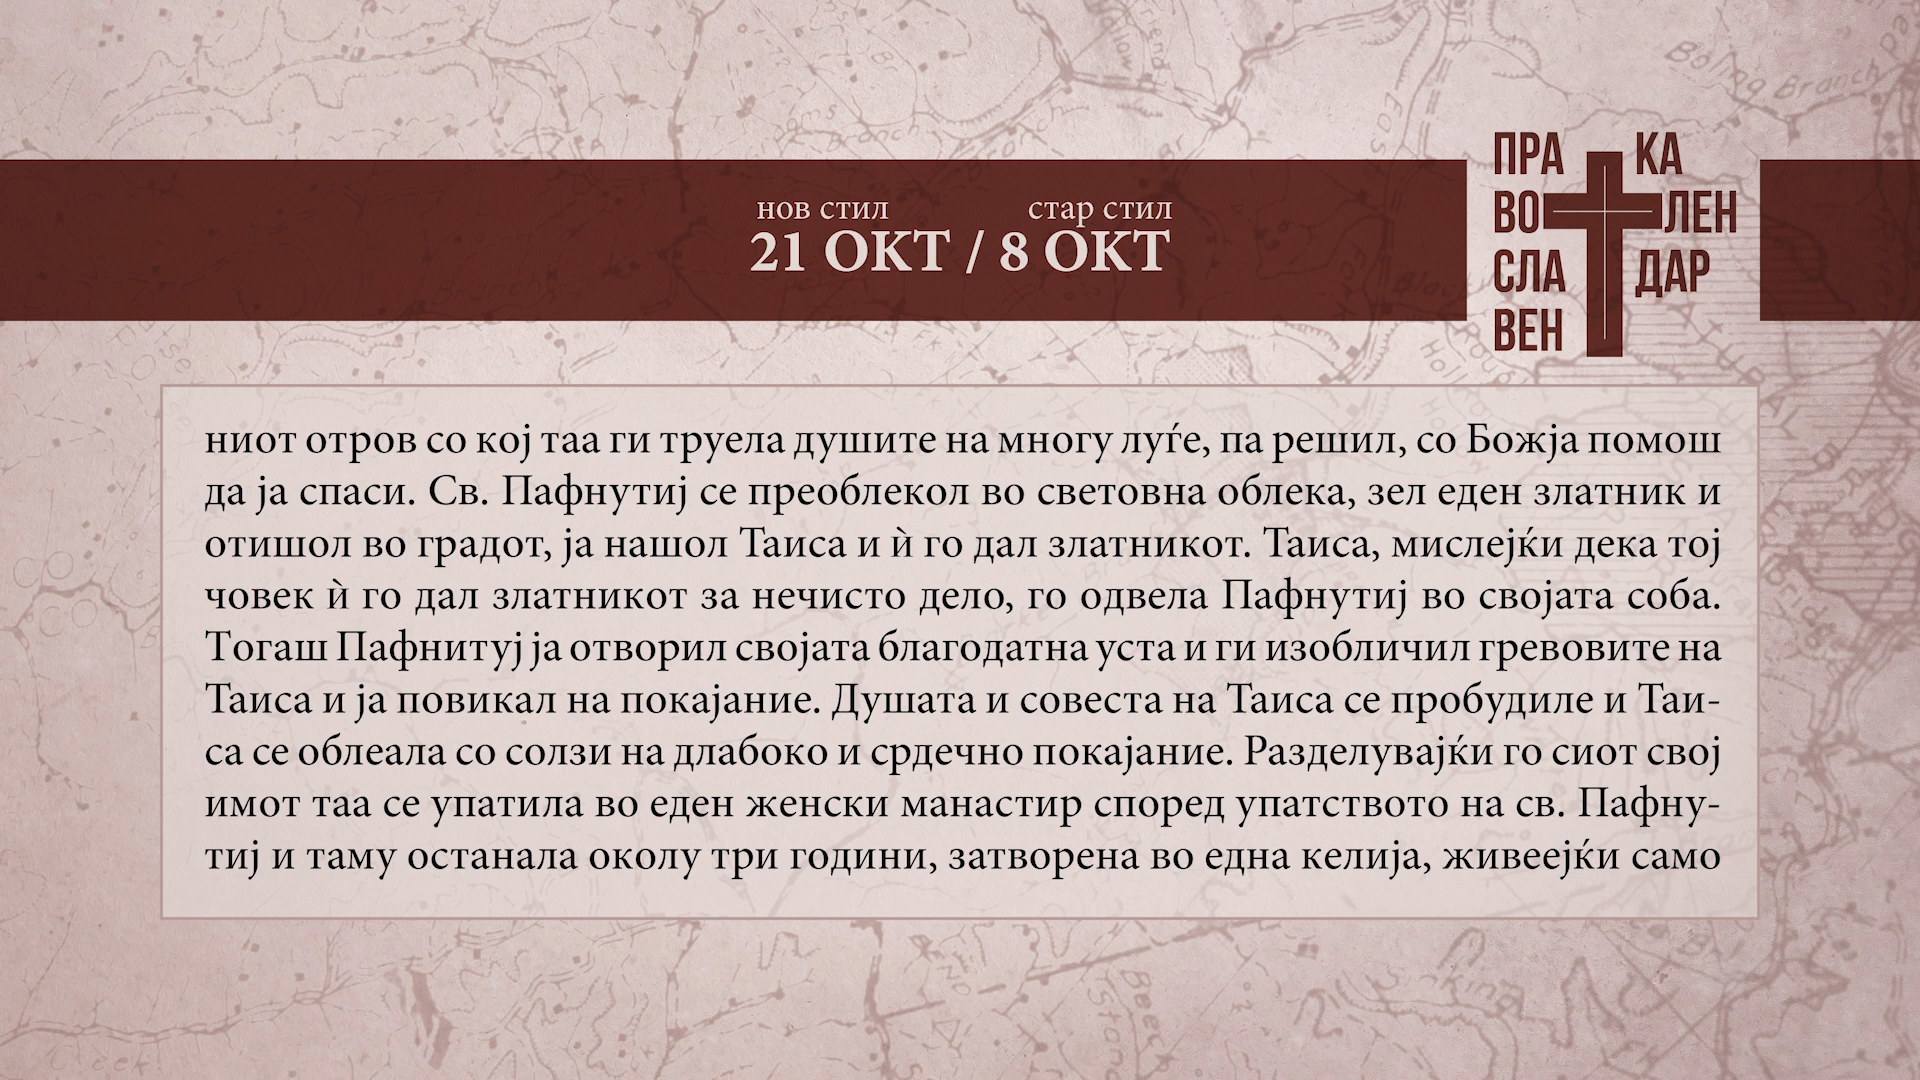 нов стил стар стил
21 ОКТ / 8 ОКТ
ПРА КА
ВО ЛЕН
СЛА ДАР
ВЕН
ниот отров со кој таа ги труела душите на многу луѓе, па решил, со Божја помош
да ја спаси. Св. Пафнутиј се преоблекол во световна облека, зел еден златник и
отишол во градот, ја нашол Таиса и ѝ го дал златникот. Таиса, мислејќи дека тој
човек ѝ го дал златникот за нечисто дело, го одвела Пафнутиј во својата соба.
Тогаш Пафнитуј ја отворил својата благодатна уста и ги изобличил гревовите на
Таиса и ја повикал на покајание. Душата и совеста на Таиса се пробудиле и Таи-
са се облеала со солзи на длабоко и срдечно покајание. Разделувајќи го сиот свој
имот таа се упатила во еден женски манастир според упатството на св. Пафну-
тиј и таму останала околу три години, затворена во една келија, живеејќи само